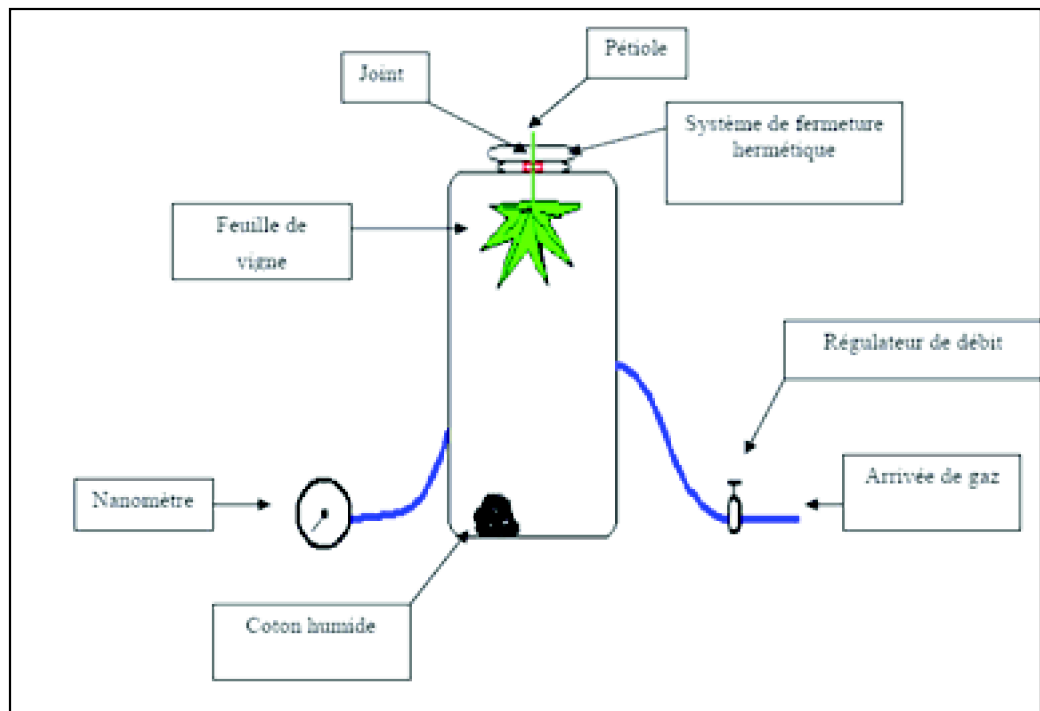 Pétiole
Joint
Système de fermeture
hermétique
Feuille de
vigne
Régulateur de débit
Arrivée de gaz
Nanomètre
Coton humide